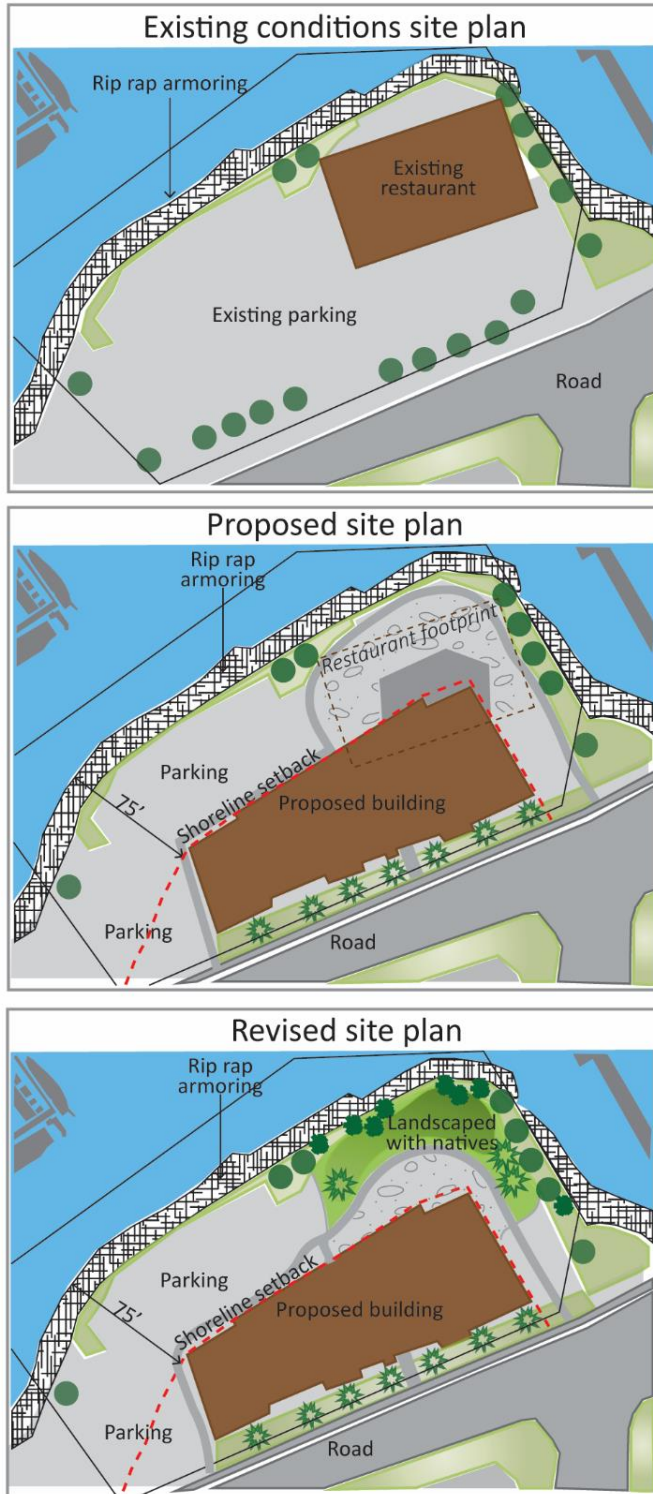 Existing conditions site plan
Rip rap armoring
Existing
restaurant
Existing parking
Road
Proposed site plan
Rip rap
armoring
Restaurant footprint
Parking
75’
Shoreline setback
Proposed building
Parking
Road
Revised site plan
Rip rap
armoring
Landscaped
with natives
Parking
75’
Shoreline setback
Proposed building
Parking
Road